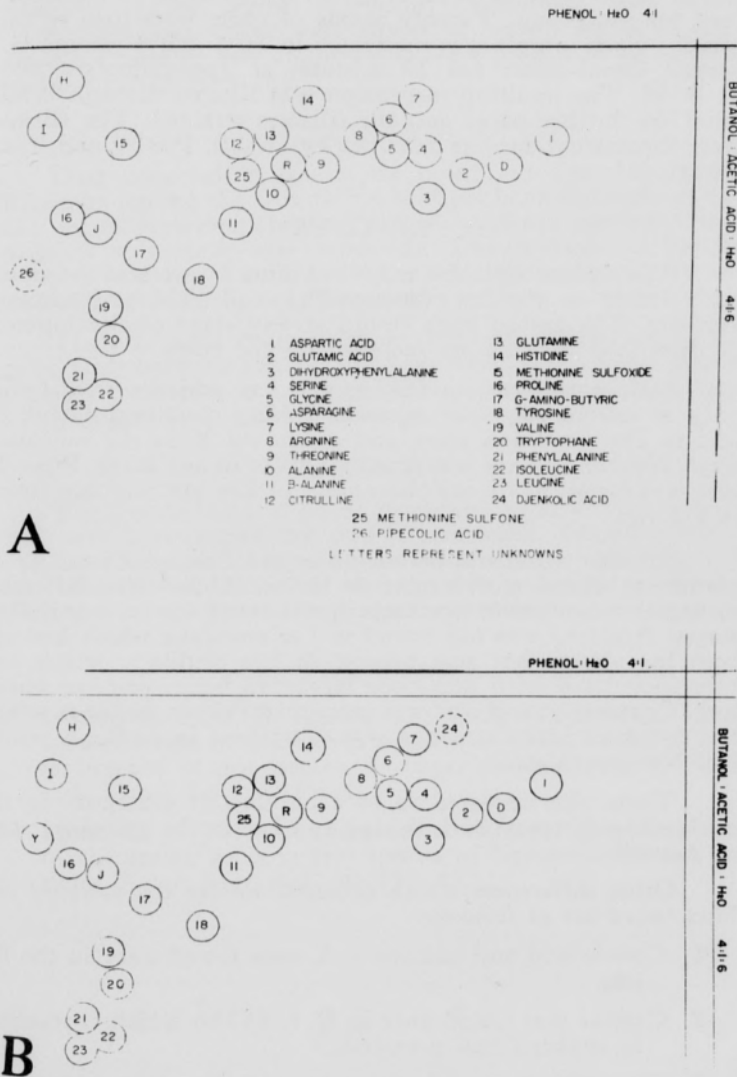 PHENOL · H₂O 4·1
BUTANOL · ACETIC ACID · H₂O 4·1·6
H
14
7
I
15
12
13
8
6
1
25
R
9
5
4
2
D
10
3
16
J
11
17
26
18
19
20
21
22
23
1 ASPARTIC ACID
2 GLUTAMIC ACID
3 DIHYDROXYPHENYLALANINE
4 SERINE
5 GLYCINE
6 ASPARAGINE
7 LYSINE
8 ARGININE
9 THREONINE
10 ALANINE
11 B-ALANINE
12 CITRULLINE
13 GLUTAMINE
14 HISTIDINE
15 METHIONINE SULFOXIDE
16 PROLINE
17 G-AMINO-BUTYRIC
18 TYROSINE
19 VALINE
20 TRYPTOPHANE
21 PHENYLALANINE
22 ISOLEUCINE
23 LEUCINE
24 DJENKOLIC ACID
25 METHIONINE SULFONE
26 PIPECOLIC ACID
LETTERS REPRESENT UNKNOWNS
A
PHENOL·H₂O 4·1
BUTANOL · ACETIC ACID · H₂O 4·1·6
H
14
7
24
I
15
12
13
8
6
1
25
R
9
5
4
2
D
Y
10
3
16
J
11
17
18
19
20
21
22
23
B